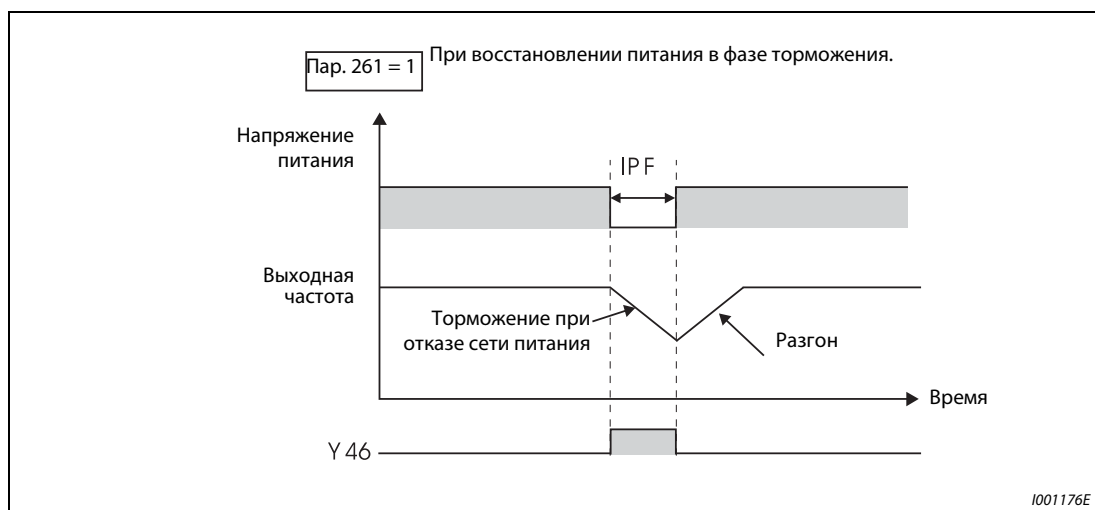 Пар. 261 = 1
При восстановлении питания в фазе торможения.
Напряжение
питания
IPF
Выходная
частота
Торможение при
отказе сети питания
Разгон
Время
Y 46
I001176E